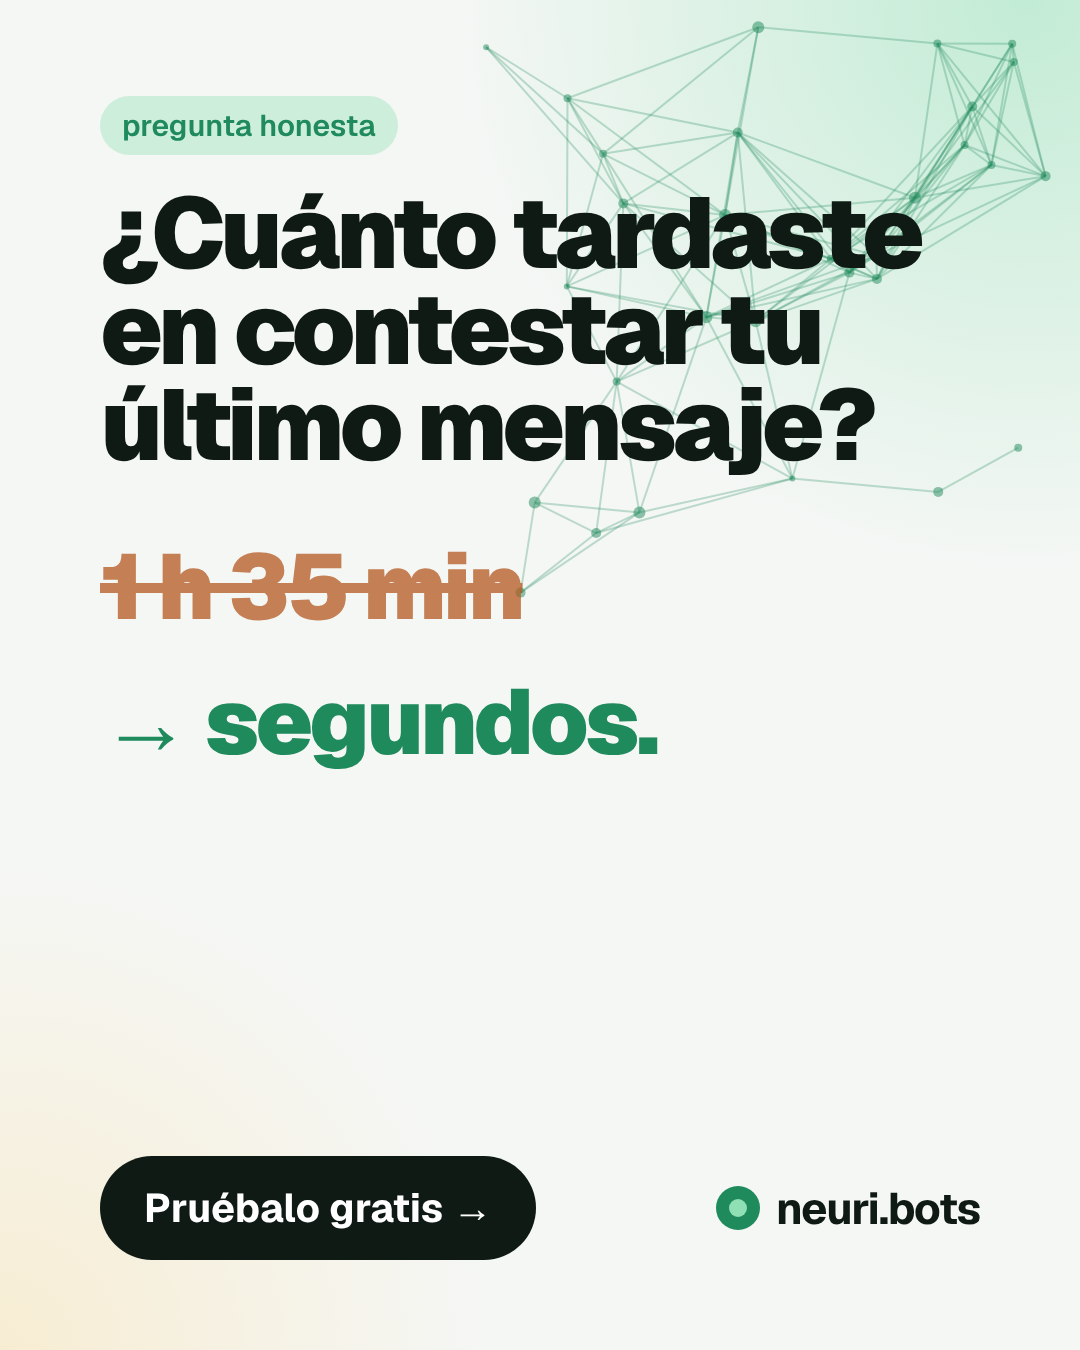 pregunta honesta
¿Cuánto tardaste
en contestar tu
último mensaje?
1 h 35 min
→ segundos.
Pruébalo gratis →
neuri.bots